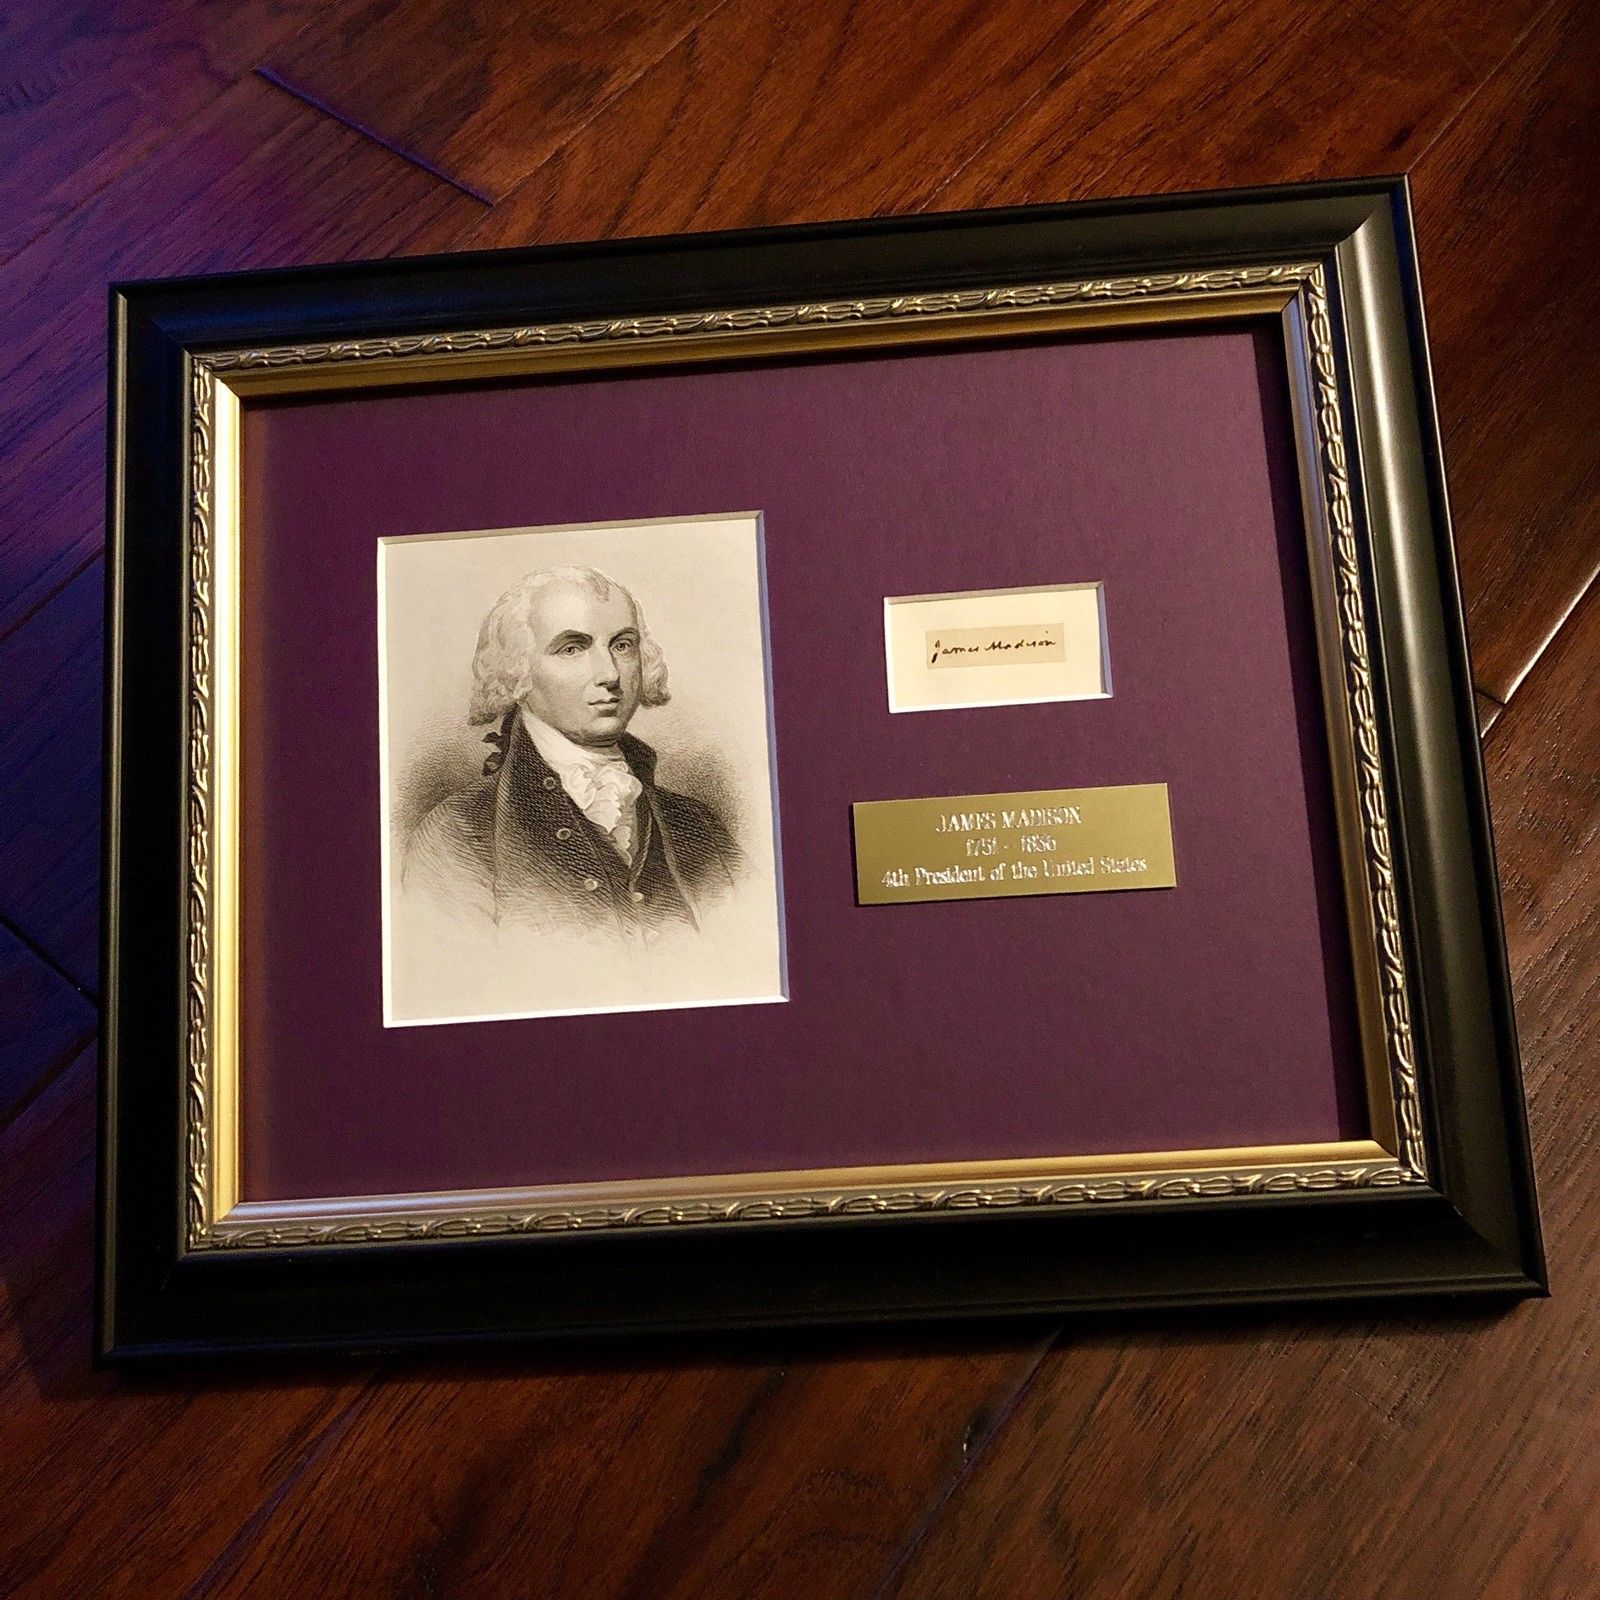 James Madison
JAMES MADISON
1751 - 1836
4th President of the United States